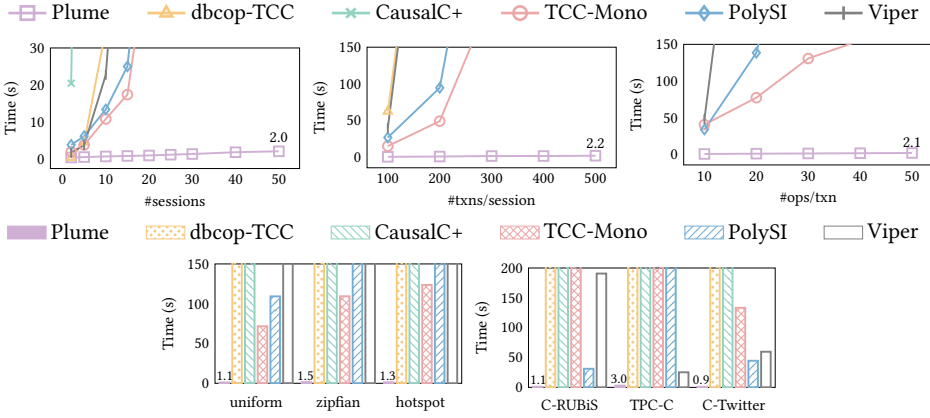 Plume dbcop-TCC CausalC+ TCC-Mono PolySI Viper
30
20
10
0
Time (s)
2.0
0 10 20 30 40 50
#sessions
150
100
50
0
Time (s)
2.2
100 200 300 400 500
#txns/session
150
100
50
0
Time (s)
2.1
10 20 30 40 50
#ops/txn
Plume dbcop-TCC CausalC+ TCC-Mono PolySI Viper
150
100
50
0
Time (s)
1.1 1.5 1.3
uniform zipfian hotspot
200
150
100
50
0
Time (s)
1.1 3.0 0.9
C-RUBiS TPC-C C-Twitter